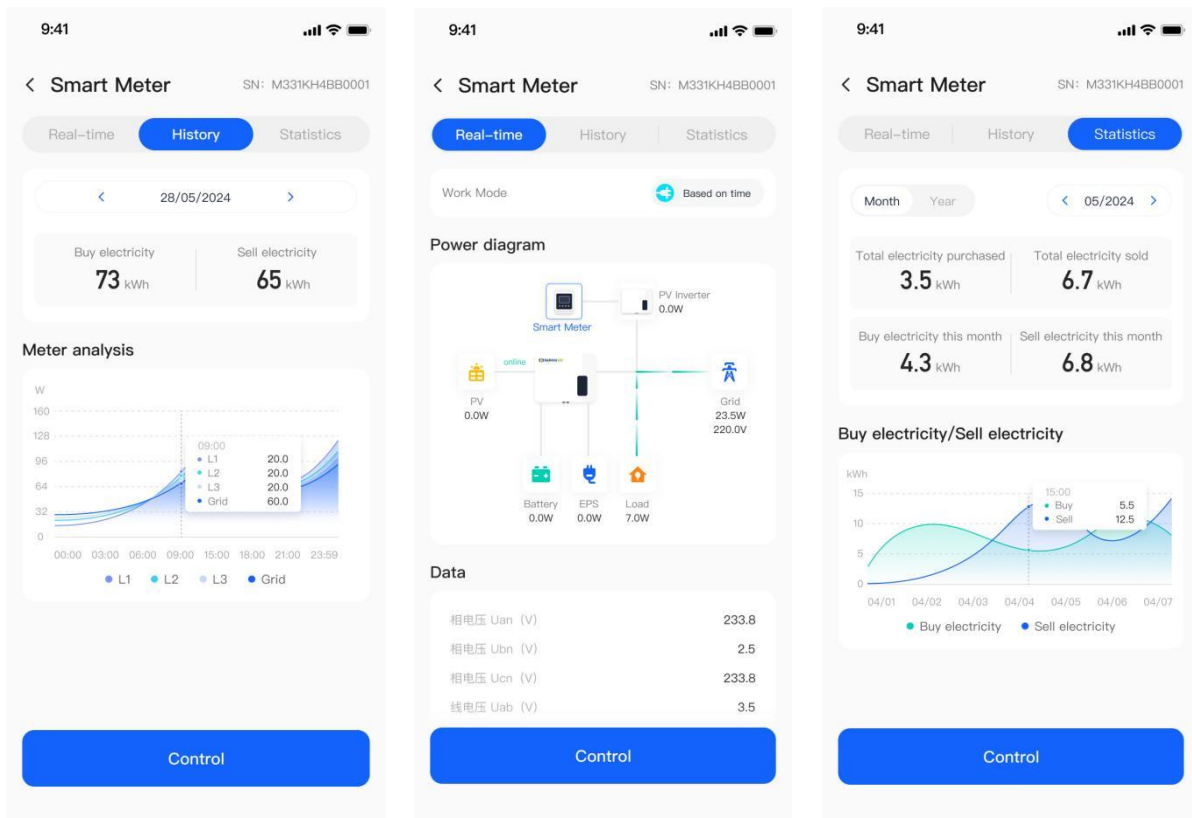 9:41
Smart Meter SN: M331KH4BB0001
Real-time History Statistics
28/05/2024
Buy electricity Sell electricity
73 kWh 65 kWh
Meter analysis
W
160
128
96
64
32
0
09:00
L1 20.0
L2 20.0
L3 20.0
Grid 60.0
00:00 03:00 06:00 09:00 15:00 18:00 21:00 23:59
L1 L2 L3 Grid
Control
9:41
Smart Meter SN: M331KH4BB0001
Real-time History Statistics
Work Mode Based on time
Power diagram
PV Inverter
0.0W
Smart Meter
online
PV
0.0W
Grid
23.5W
220.0V
Battery EPS Load
0.0W 0.0W 7.0W
Data
相电压 Uan (V) 233.8
相电压 Ubn (V) 2.5
相电压 Ucn (V) 233.8
线电压 Uab (V) 3.5
Control
9:41
Smart Meter SN: M331KH4BB0001
Real-time History Statistics
Month Year 05/2024
Total electricity purchased Total electricity sold
3.5 kWh 6.7 kWh
Buy electricity this month Sell electricity this month
4.3 kWh 6.8 kWh
Buy electricity/Sell electricity
kWh
15
10
5
0
15:00
Buy 5.5
Sell 12.5
04/01 04/02 04/03 04/04 04/05 04/06 04/07
Buy electricity Sell electricity
Control